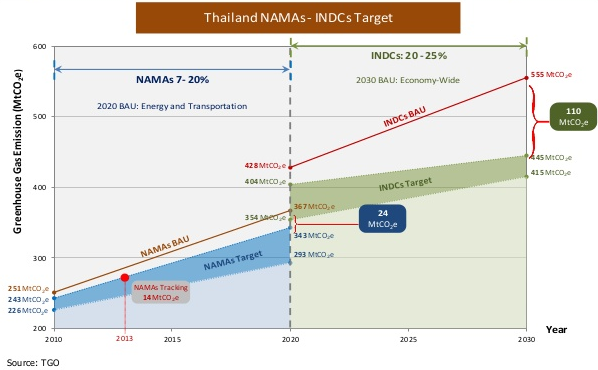 Thailand NAMAs - INDCs Target
Greenhouse Gas Emission (MtCO₂e)
600
500
400
300
200
NAMAs 7- 20%
2020 BAU: Energy and Transportation
INDCs: 20 - 25%
2030 BAU: Economy-Wide
555 MtCO₂e
INDCs BAU
110
MtCO₂e
428 MtCO₂e
404 MtCO₂e
445 MtCO₂e
415 MtCO₂e
INDCs Target
367 MtCO₂e
354 MtCO₂e
24
MtCO₂e
343 MtCO₂e
293 MtCO₂e
NAMAs BAU
NAMAs Target
251 MtCO₂e
243 MtCO₂e
226 MtCO₂e
NAMAs Tracking
14 MtCO₂e
2010
2013
2015
2020
2025
2030
Year
Source: TGO